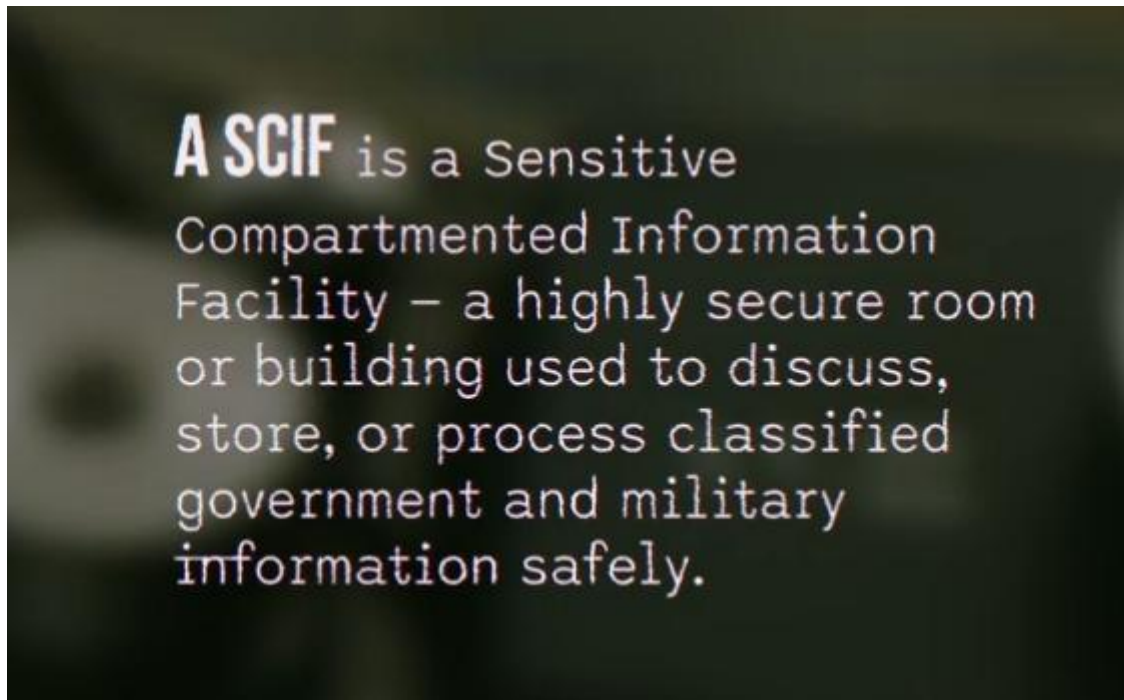 A SCIF is a Sensitive
Compartmented Information
Facility – a highly secure room
or building used to discuss,
store, or process classified
government and military
information safely.